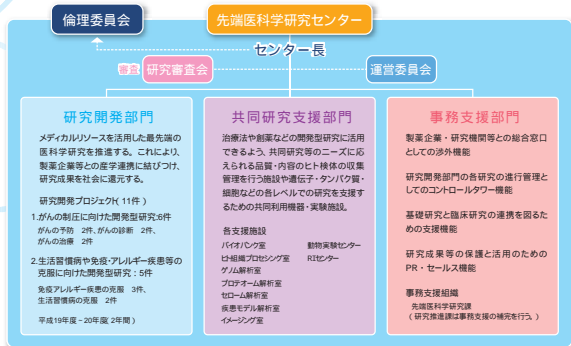 倫理委員会
先端医科学研究センター
センター長
審査
研究審査会
運営委員会
研究開発部門
メディカルリソースを活用した最先端の
医科学研究を推進する。これにより、
製薬企業等との産学連携に結びつけ、
研究成果を社会に還元する。
研究開発プロジェクト( 11件 )
1.がんの制圧に向けた開発型研究:6件
がんの予防 2件、がんの診断 2件、
がんの治療 2件
2.生活習慣病や免疫・アレルギー疾患等の
克服に向けた開発型研究:5件
免疫アレルギー疾患の克服 3件、
生活習慣病の克服 2件
平成19年度~20年度( 2年間 )
共同研究支援部門
治療法や創薬などの開発型研究に活用
できるよう、共同研究等のニーズに応
えられる品質・内容のヒト検体の収集
管理を行う施設や遺伝子・タンパク質・
細胞などの各レベルでの研究を支援す
るための共同利用機器・実験施設。
各支援施設
バイオバンク室 動物実験センター
ヒト組織プロセシング室 RIセンター
ゲノム解析室
プロテオーム解析室
セローム解析室
疾患モデル解析室
イメージング室
事務支援部門
製薬企業・研究機関等との総合窓口
としての渉外機能
研究開発部門の各研究の進行管理と
してのコントロールタワー機能
基礎研究と臨床研究の連携を図るた
めの支援機能
研究成果等の保護と活用のための
PR・セールス機能
事務支援組織
先端医科学研究課
( 研究推進課は事務支援の補完を行う。)